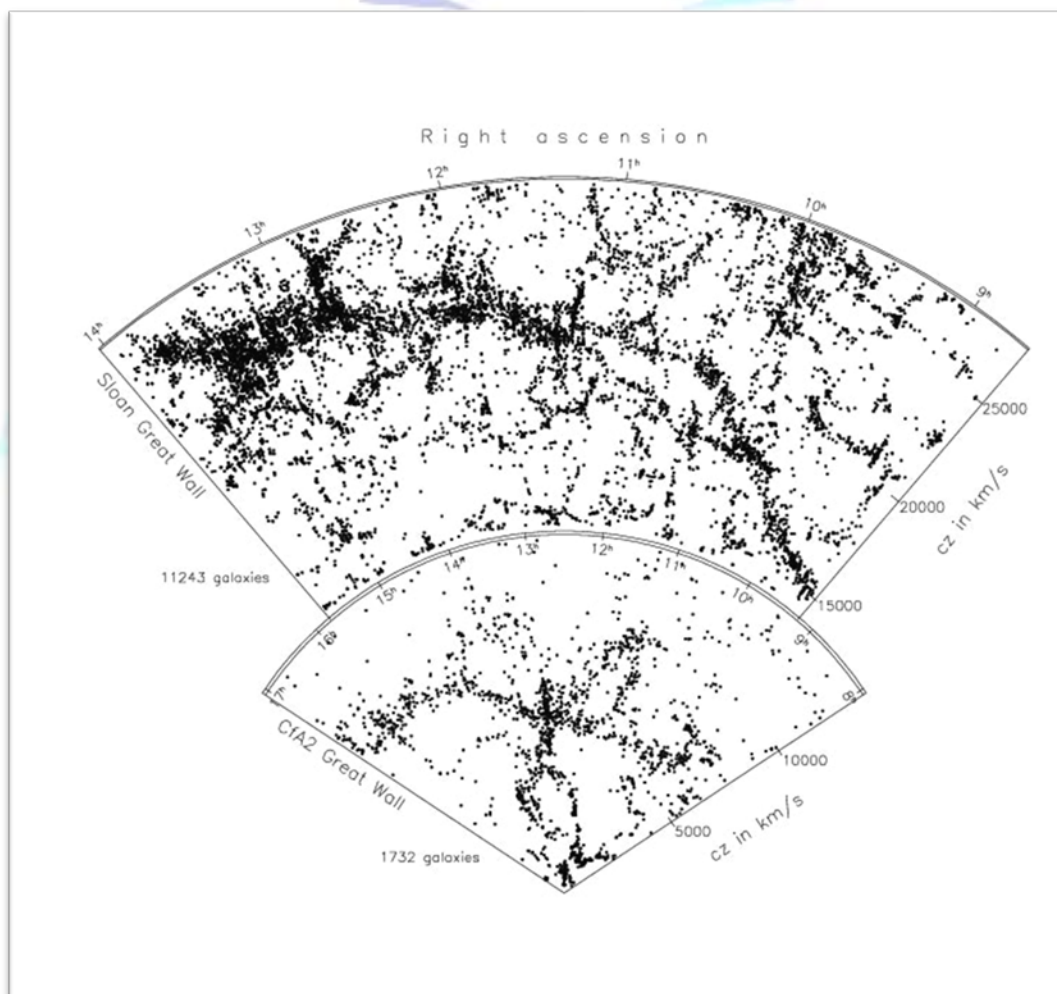 Right ascension
14ʰ
13ʰ
12ʰ
11ʰ
10ʰ
9ʰ
Sloan Great Wall
25000
20000
15000
cz in km/s
11243 galaxies
16ʰ
15ʰ
14ʰ
13ʰ
12ʰ
11ʰ
10ʰ
9ʰ
CfA2 Great Wall
10000
5000
cz in km/s
1732 galaxies